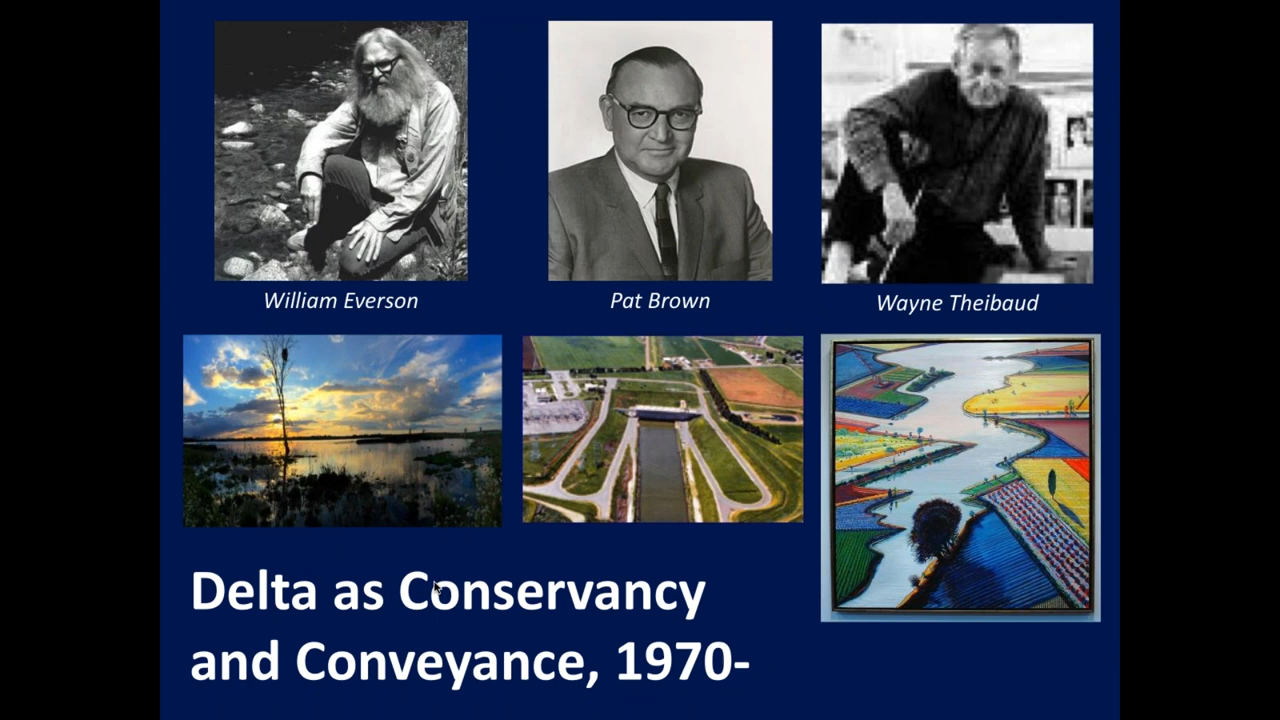 William Everson
Pat Brown
Wayne Theibaud
Delta as Conservancy
and Conveyance, 1970-